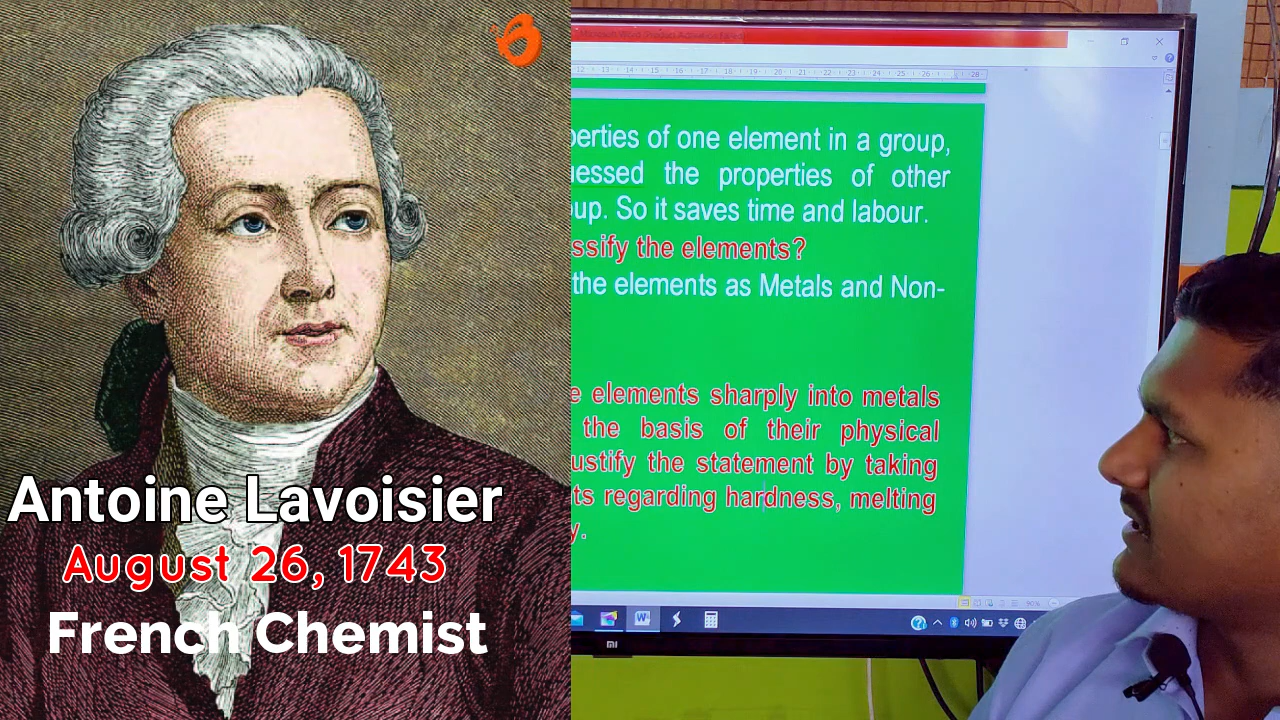 Antoine Lavoisier
August 26, 1743
French Chemist
perties of one element in a group,
uessed the properties of other
up. So it saves time and labour.
ssify the elements?
the elements as Metals and Non-
e elements sharply into metals
the basis of their physical
ustify the statement by taking
ts regarding hardness, melting
y.
mi